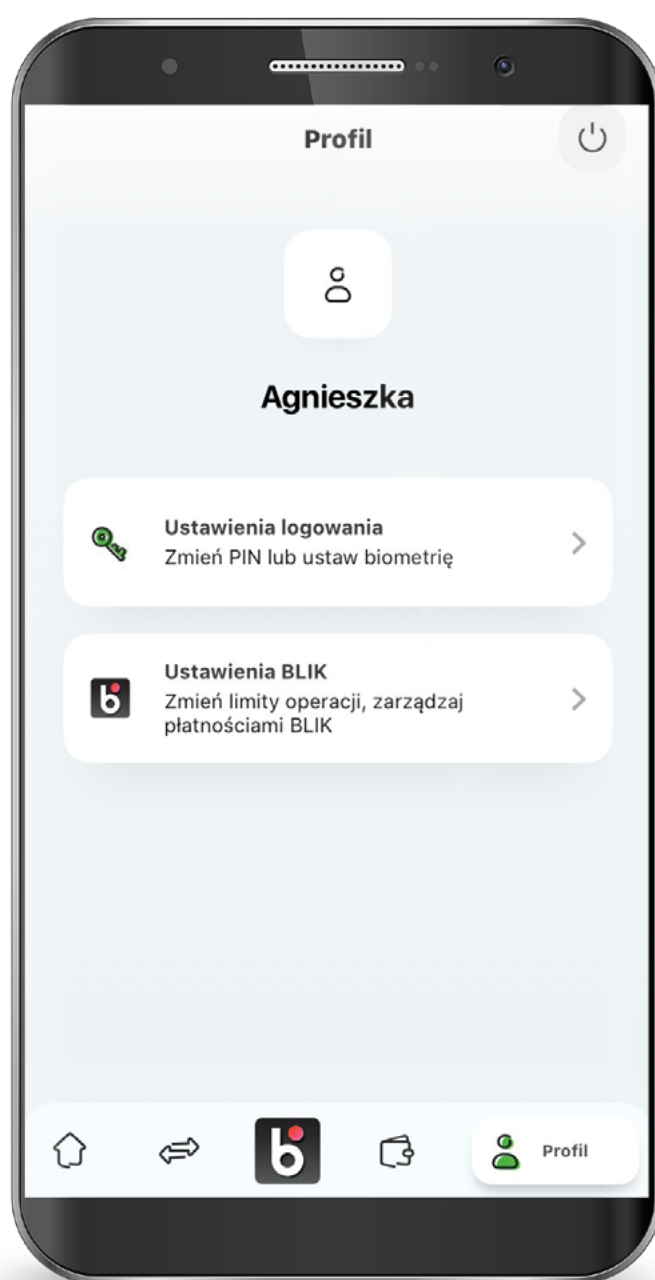 Profil
Agnieszka
Ustawienia logowania
Zmień PIN lub ustaw biometrię
Ustawienia BLIK
Zmień limity operacji, zarządzaj
płatnościami BLIK
Profil